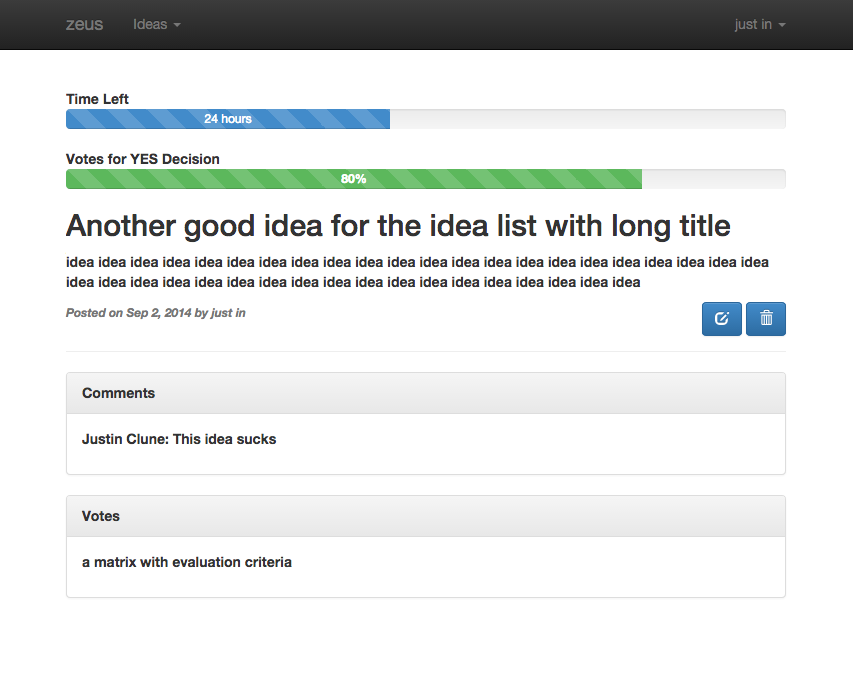 zeus Ideas just in
Time Left
24 hours
Votes for YES Decision
80%
Another good idea for the idea list with long title
idea idea idea idea idea idea idea idea idea idea idea idea idea idea idea idea idea idea idea idea idea idea
idea idea idea idea idea idea idea idea idea idea idea idea idea idea idea idea idea idea
Posted on Sep 2, 2014 by just in
Comments
Justin Clune: This idea sucks
Votes
a matrix with evaluation criteria